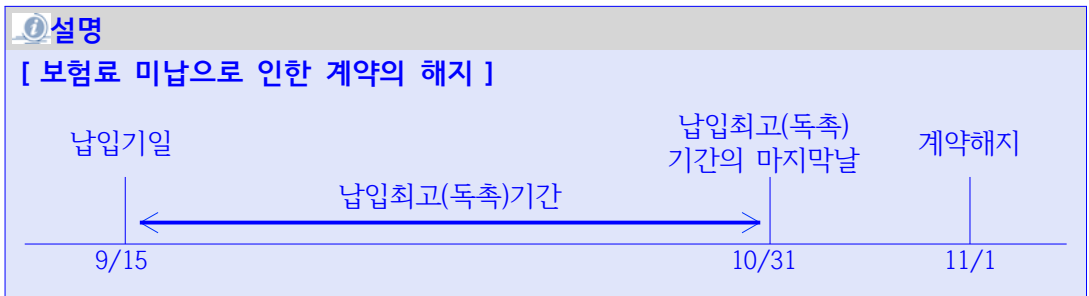 설명
[ 보험료 미납으로 인한 계약의 해지 ]
납입기일
납입최고(독촉)
기간의 마지막날
계약해지
납입최고(독촉)기간
9/15
10/31
11/1